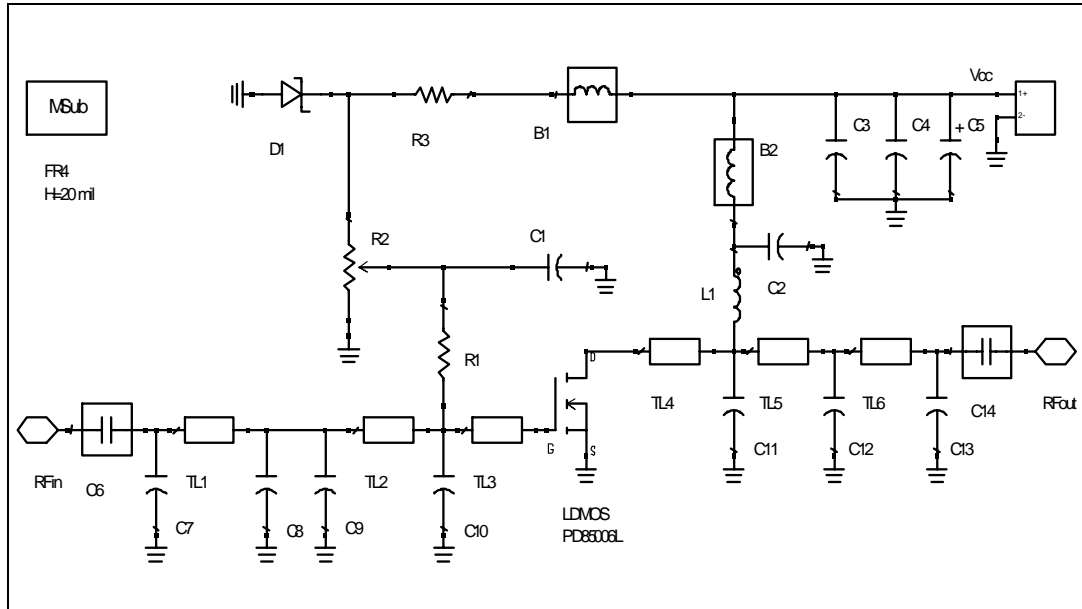 MSub
FR4
H=20 mil
D1
R3
B1
Vcc
1+
2-
C3
C4
+ C5
B2
R2
C1
C2
L1
R1
D
G
S
TL4
TL5
TL6
C14
RFout
C11
C12
C13
RFin
C6
TL1
TL2
TL3
C7
C8
C9
C10
LDMOS
PD85006L